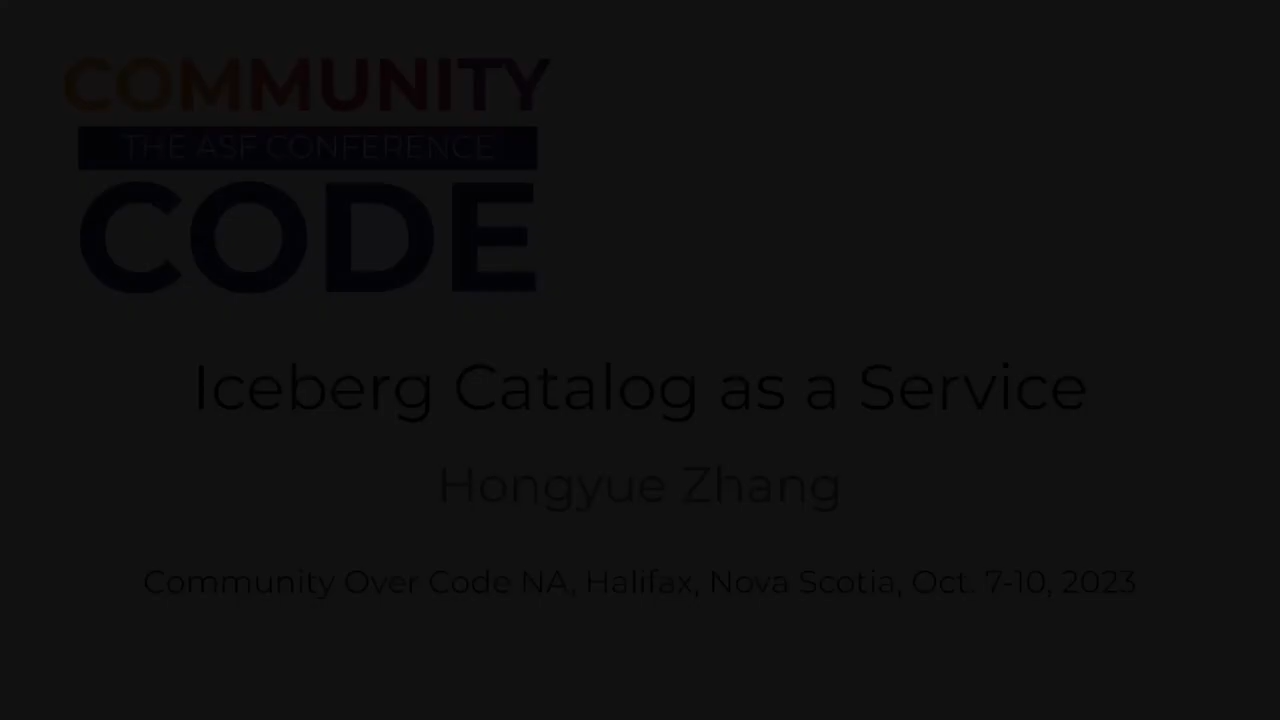 COMMUNITY
THE ASF CONFERENCE
CODE
Iceberg Catalog as a Service
Hongyue Zhang
Community Over Code NA, Halifax, Nova Scotia, Oct. 7-10, 2023